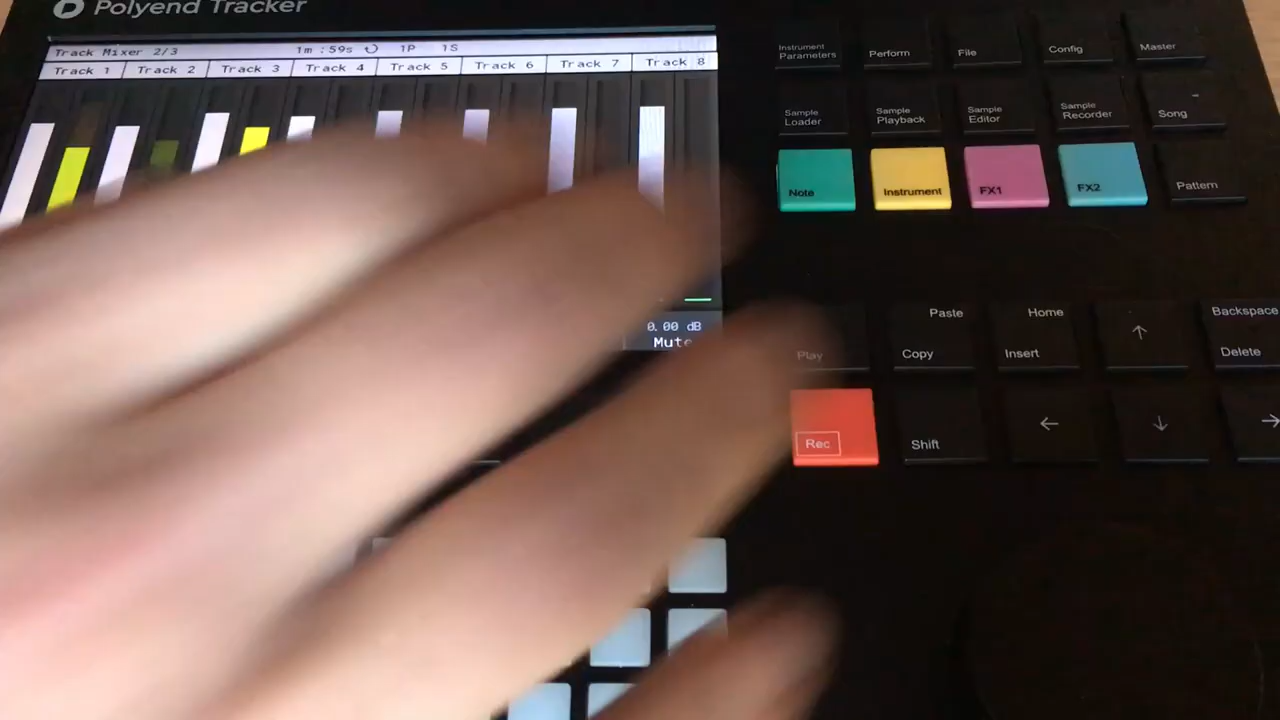 Polyend Tracker
Track Mixer 2/3 1m :59s 1P 1S
Track 1 Track 2 Track 3 Track 4 Track 5 Track 6 Track 7 Track 8
0.00 dB
Mute
Instrument Parameters
Perform
File
Config
Master
Sample Loader
Sample Playback
Sample Editor
Sample Recorder
Song
Note
Instrument
FX1
FX2
Pattern
Play
Paste
Copy
Home
Insert
Backspace
Delete
Rec
Shift